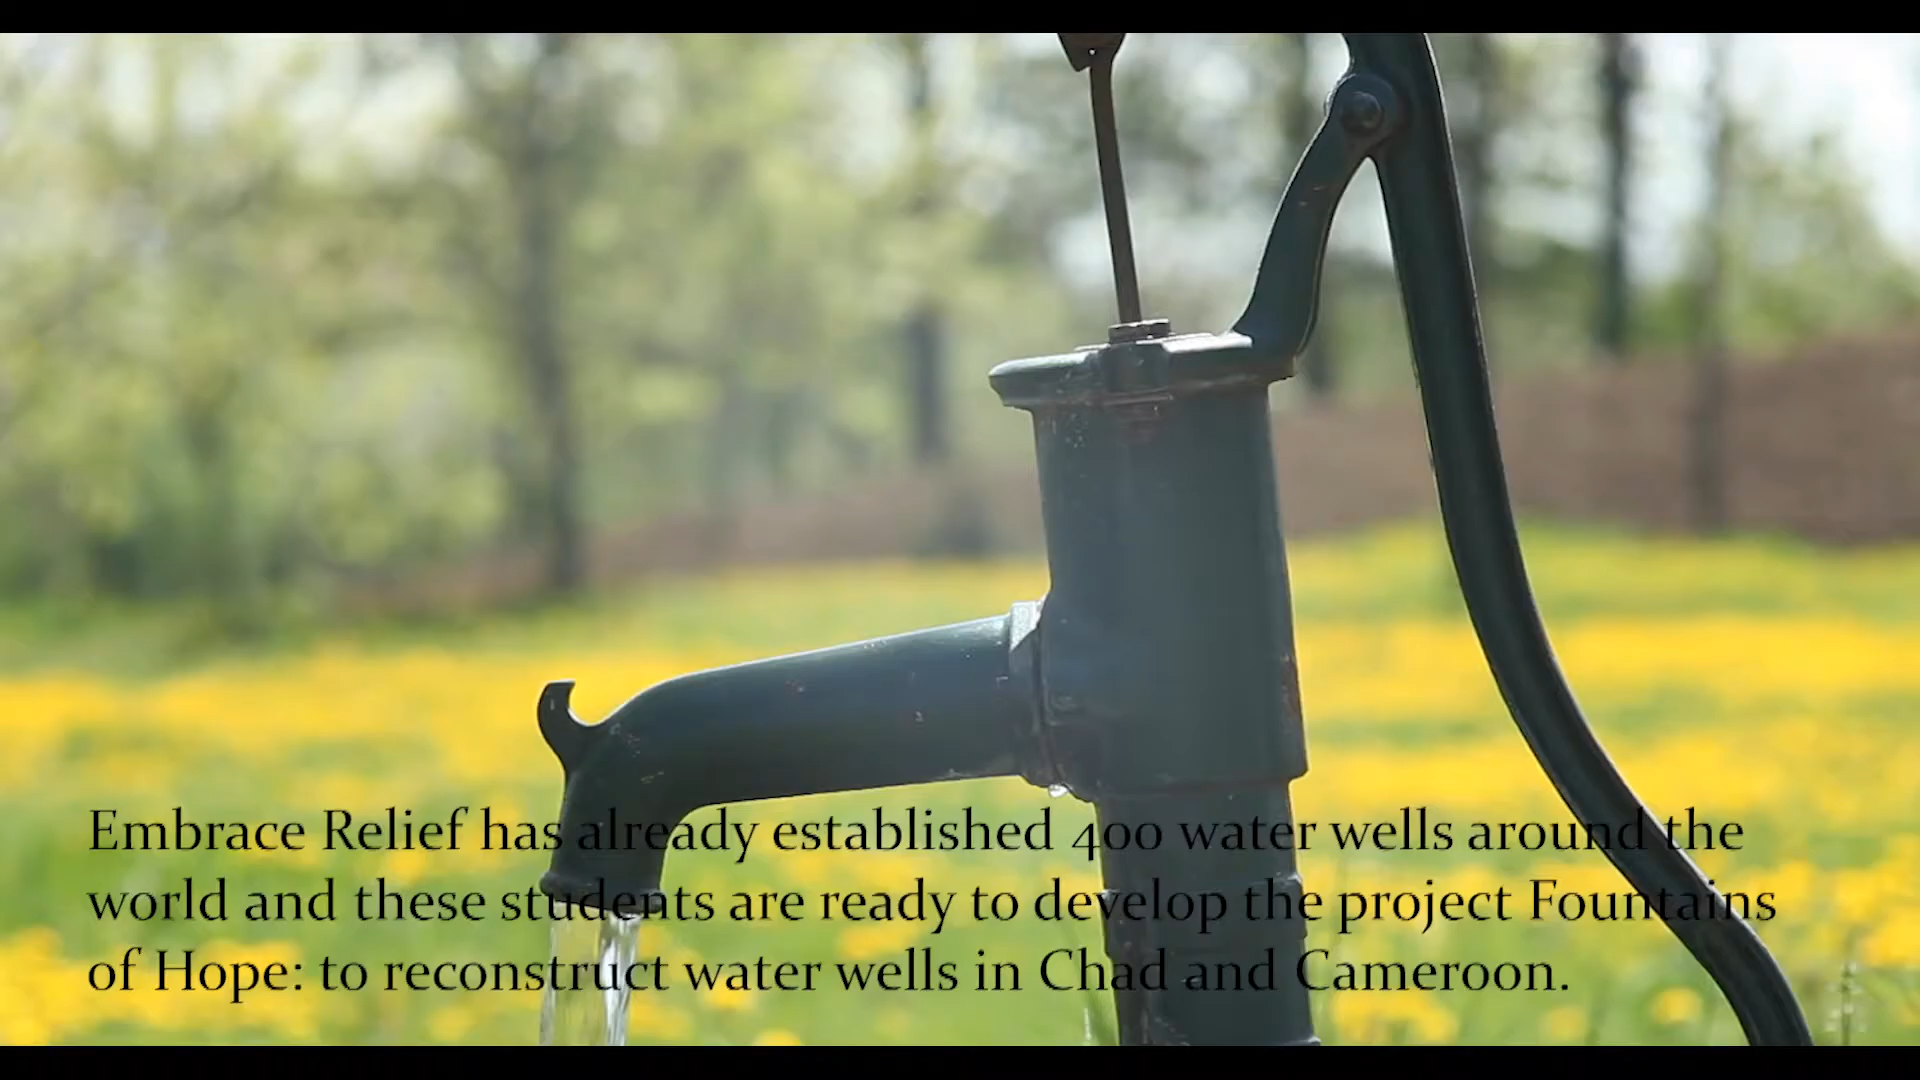 Embrace Relief has already established 400 water wells around the
world and these students are ready to develop the project Fountains
of Hope: to reconstruct water wells in Chad and Cameroon.